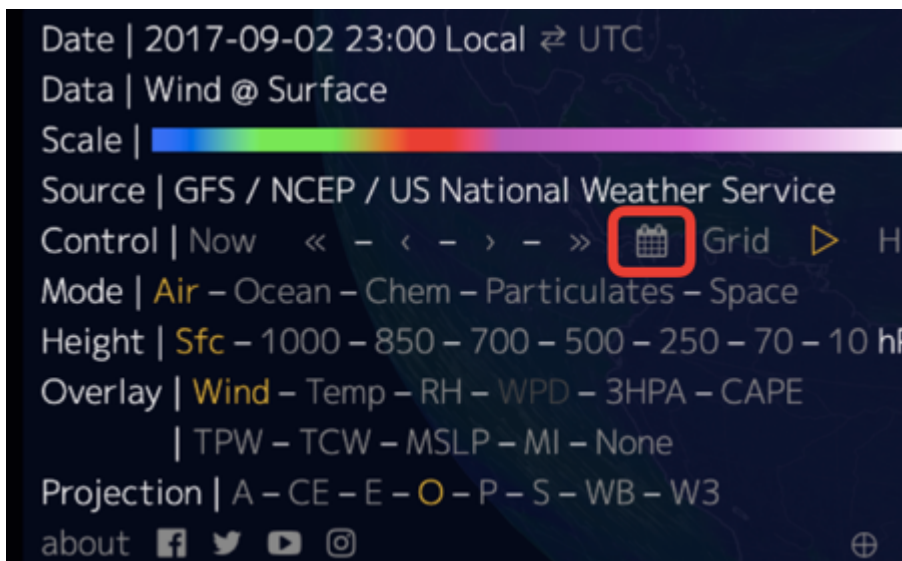 Date | 2017-09-02 23:00 Local ⇄ UTC
Data | Wind @ Surface
Scale |
Source | GFS / NCEP / US National Weather Service
Control | Now « – ‹ – › – » Grid ▷ H
Mode | Air – Ocean – Chem – Particulates – Space
Height | Sfc – 1000 – 850 – 700 – 500 – 250 – 70 – 10 hP
Overlay | Wind – Temp – RH – WPD – 3HPA – CAPE
| TPW – TCW – MSLP – MI – None
Projection | A – CE – E – O – P – S – WB – W3
about